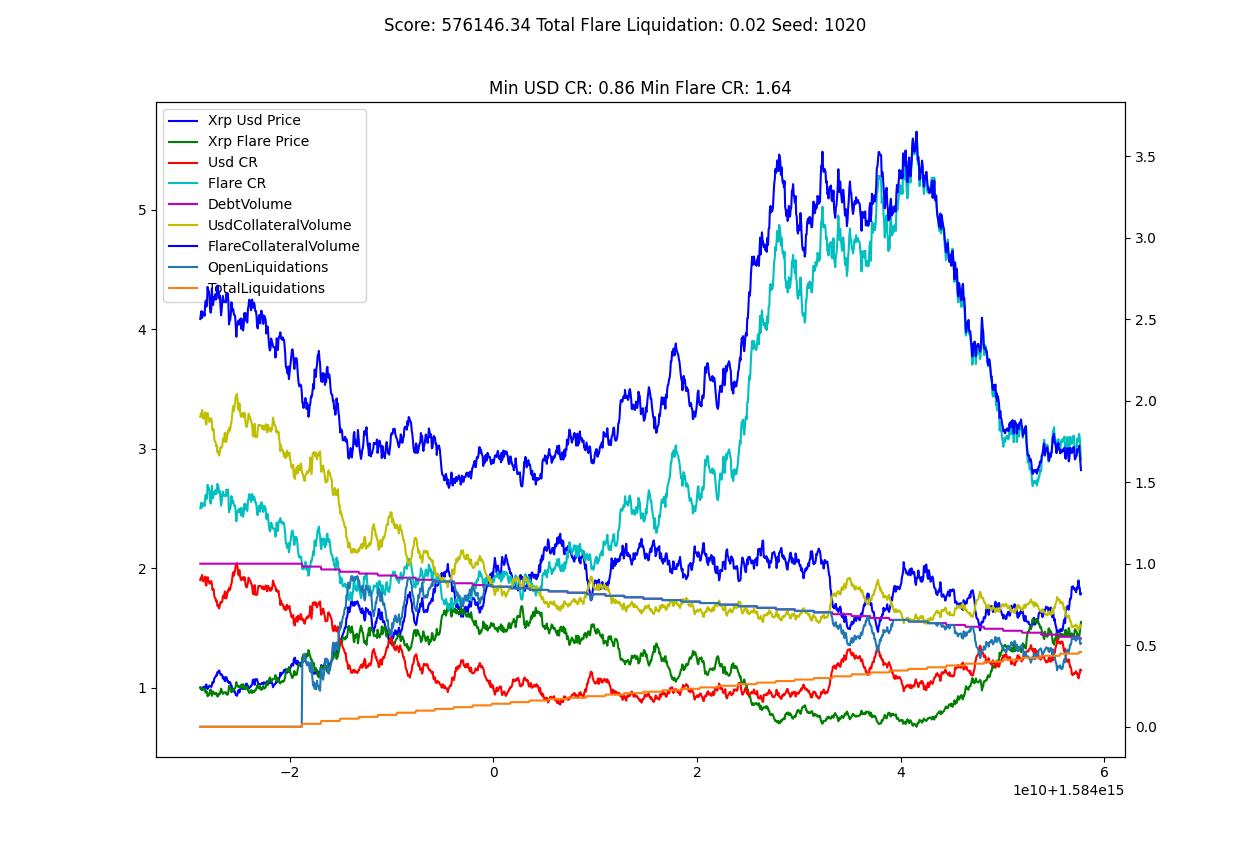 Score: 576146.34 Total Flare Liquidation: 0.02 Seed: 1020
Min USD CR: 0.86 Min Flare CR: 1.64
Xrp Usd Price
Xrp Flare Price
Usd CR
Flare CR
DebtVolume
UsdCollateralVolume
FlareCollateralVolume
OpenLiquidations
TotalLiquidations
5
4
3
2
1
3.5
3.0
2.5
2.0
1.5
1.0
0.5
0.0
−2 0 2 4 6
1e10+1.584e15